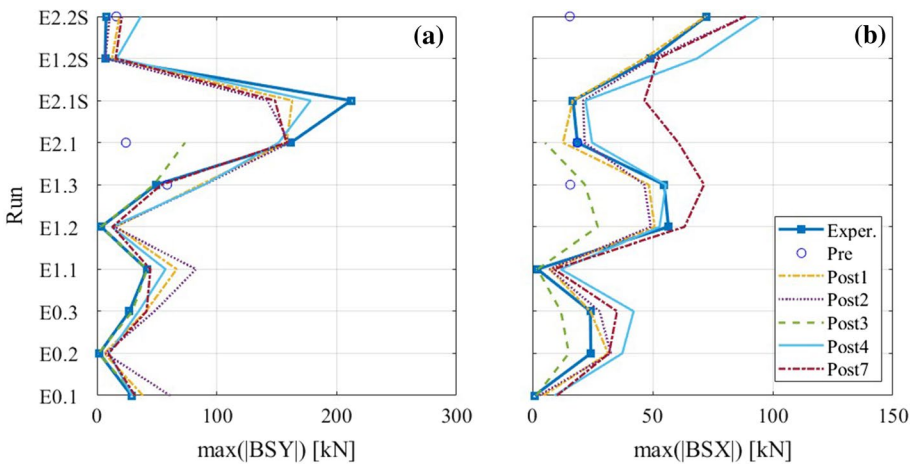 (a)
(b)
E2.2S
E1.2S
E2.1S
E2.1
E1.3
E1.2
E1.1
E0.3
E0.2
E0.1
Run
0
100
200
300
max(|BSY|) [kN]
0
50
100
150
max(|BSX|) [kN]
Exper.
Pre
Post1
Post2
Post3
Post4
Post7